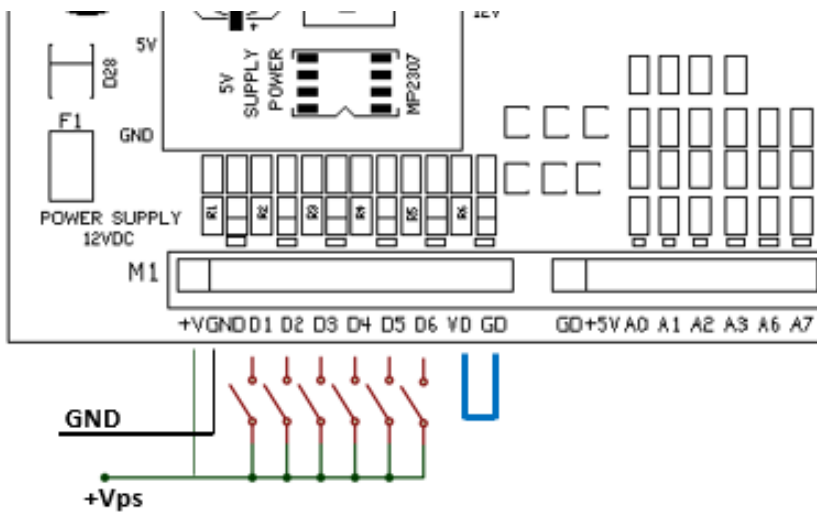 12V
5V
D28
5V
SUPPLY
POWER
MP2307
F1
GND
POWER SUPPLY
12VDC
R1 R2 R3 R4 R5 R6
M1
+VGND D1 D2 D3 D4 D5 D6 VD GD GD+5V A0 A1 A2 A3 A6 A7
GND
+Vps